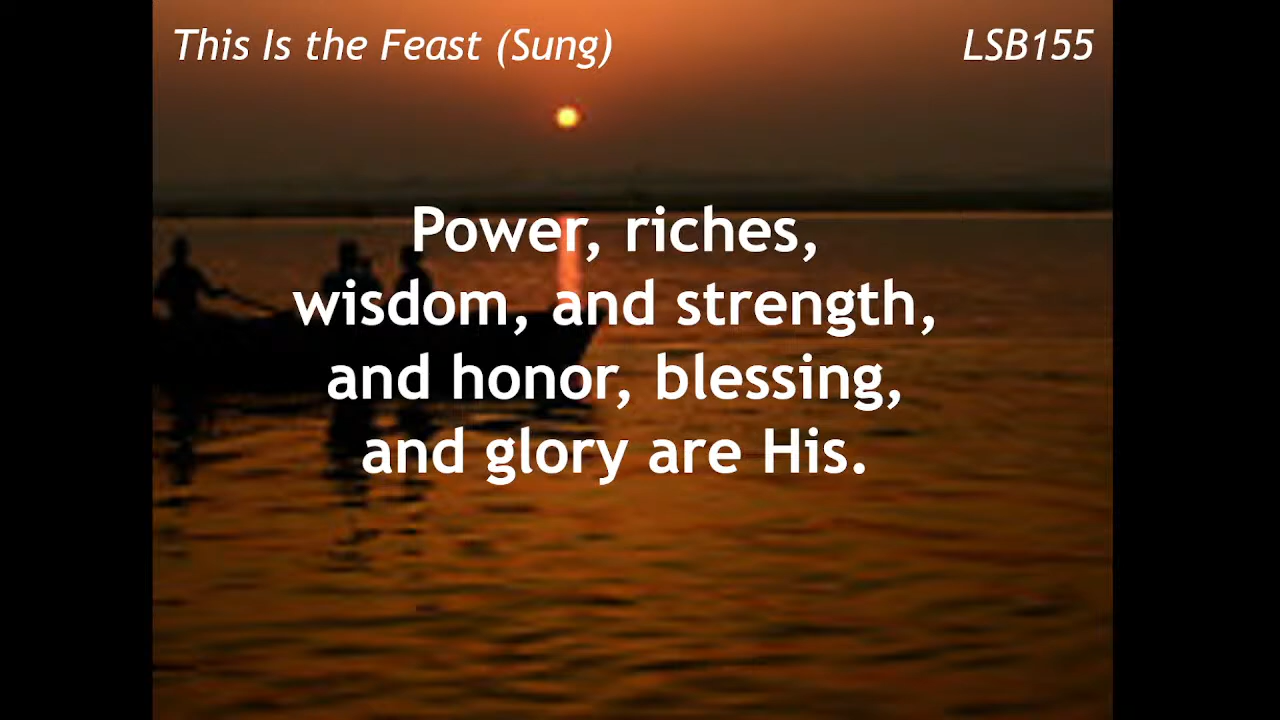 This Is the Feast (Sung) LSB155
Power, riches,
wisdom, and strength,
and honor, blessing,
and glory are His.